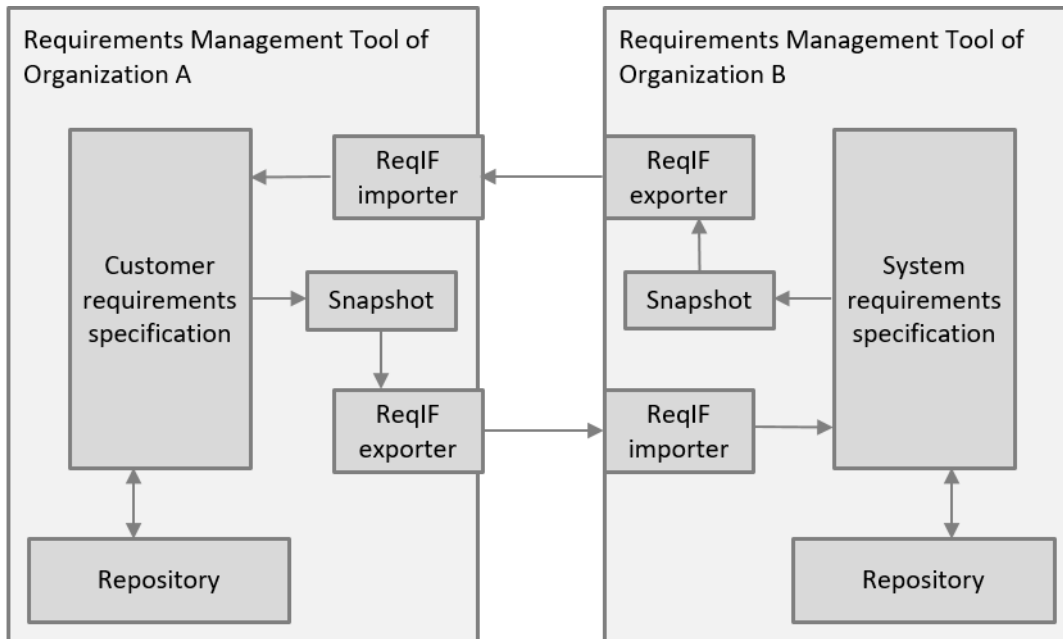 Requirements Management Tool of
Organization A
ReqIF
importer
Customer
requirements
specification
Snapshot
ReqIF
exporter
Repository
Requirements Management Tool of
Organization B
ReqIF
exporter
Snapshot
System
requirements
specification
ReqIF
importer
Repository